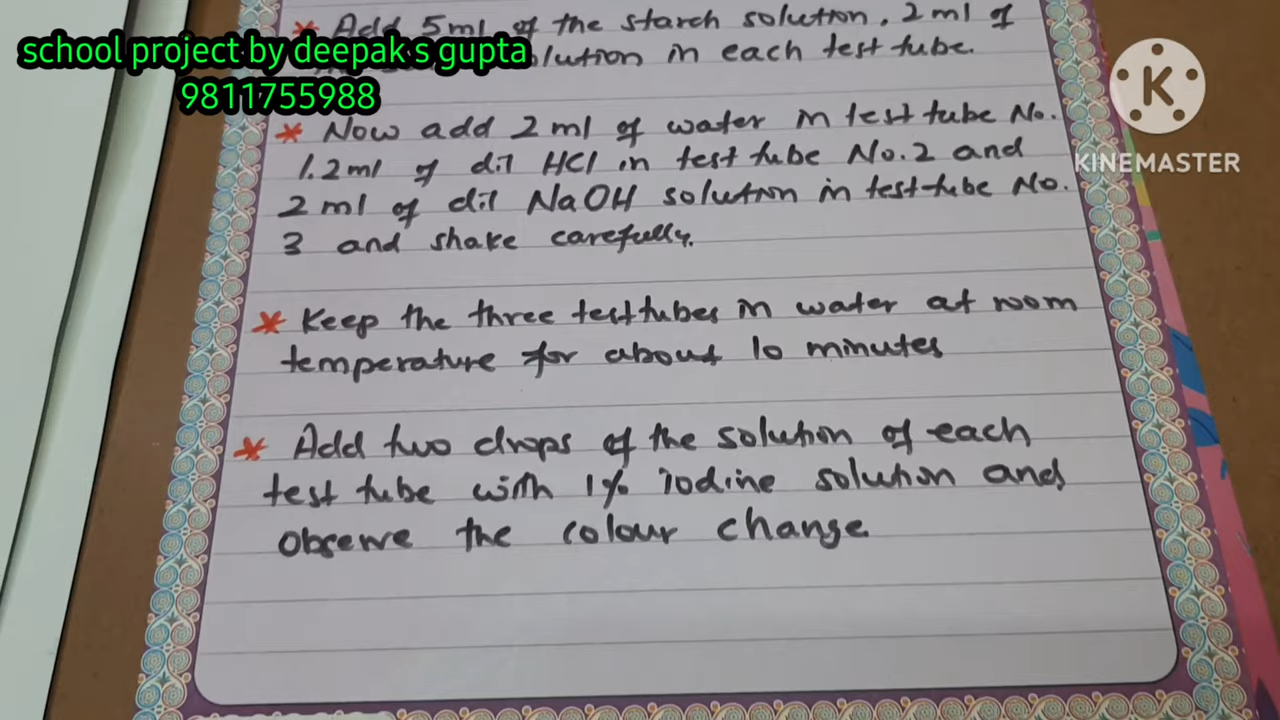 * Add 5ml of the starch solution, 2ml of
school project by deepak s gupta
solution in each test tube.
9811755988
K
KINEMASTER
* Now add 2ml of water in test tube No.
1. 2ml of dil HCl in test tube No. 2 and
2ml of dil NaOH solution in test-tube No.
3 and shake carefully.
* Keep the three test tubes in water at room
temperature for about 10 minutes
* Add two drops of the solution of each
test tube with 1% iodine solution and
observe the colour change.